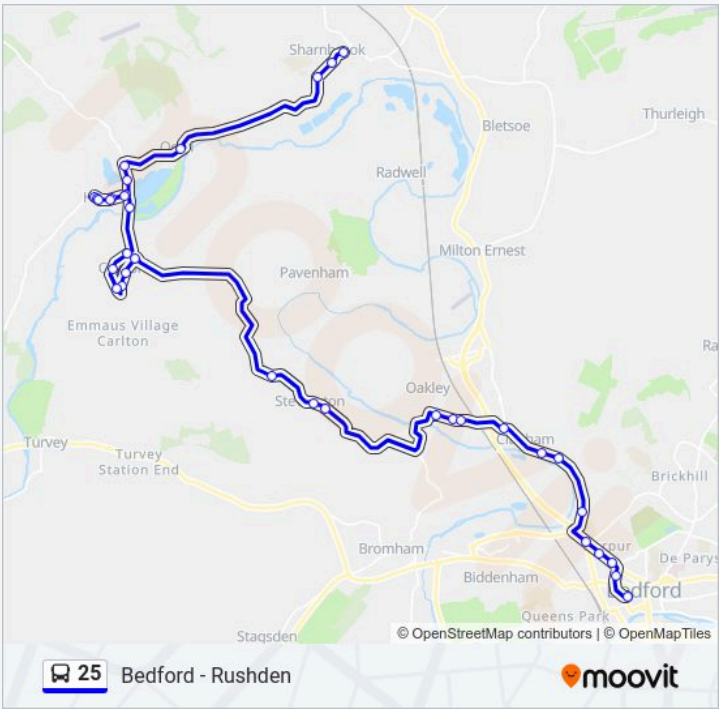 Sharnbrook
Thurleigh
Bletsoe
Radwell
Milton Ernest
Pavenham
Emmaus Village
Carlton
Oakley
Turvey
Turvey
Station End
Brickhill
Bromham
De Parys
Biddenham
Bedford
Queens Park
Stagsden
© OpenStreetMap contributors | © OpenMapTiles
25 Bedford - Rushden
moovit